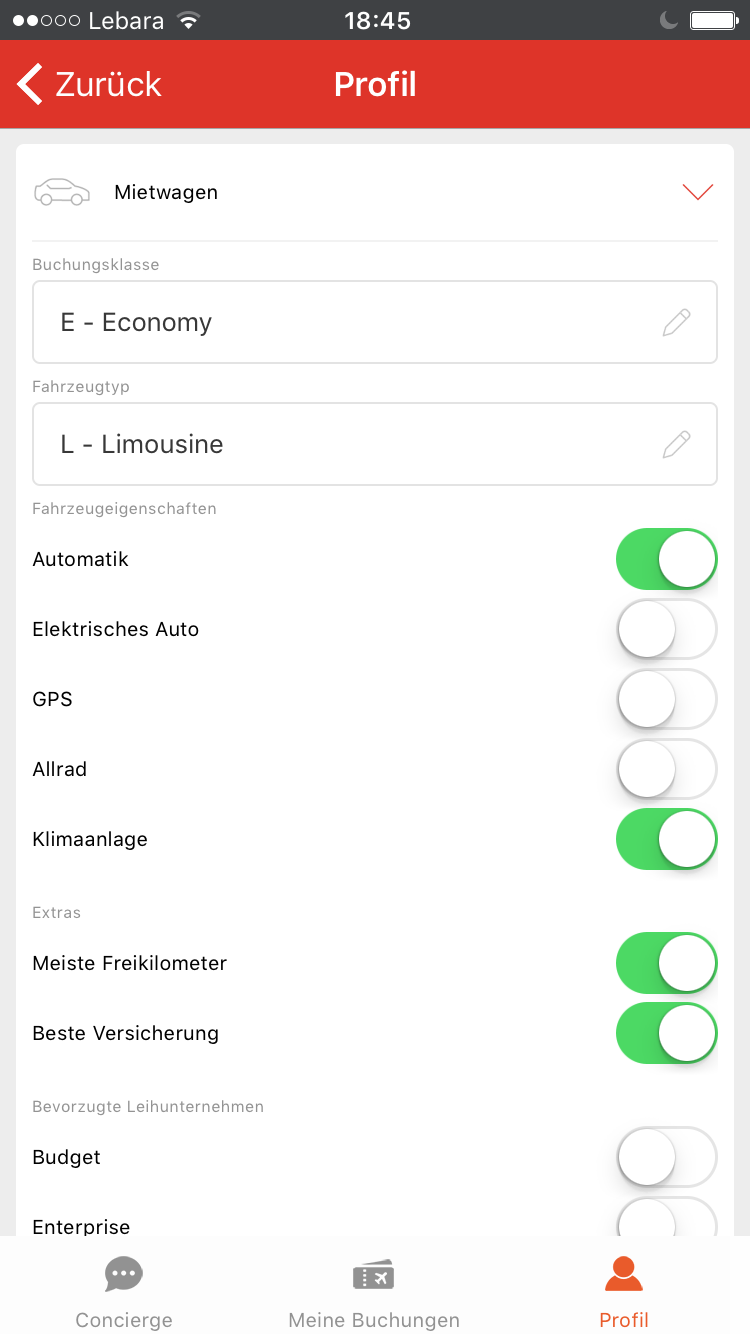 Lebara 18:45
Zurück Profil
Mietwagen
Buchungsklasse
E - Economy
Fahrzeugtyp
L - Limousine
Fahrzeugeigenschaften
Automatik
Elektrisches Auto
GPS
Allrad
Klimaanlage
Extras
Meiste Freikilometer
Beste Versicherung
Bevorzugte Leihunternehmen
Budget
Enterprise
Concierge Meine Buchungen Profil